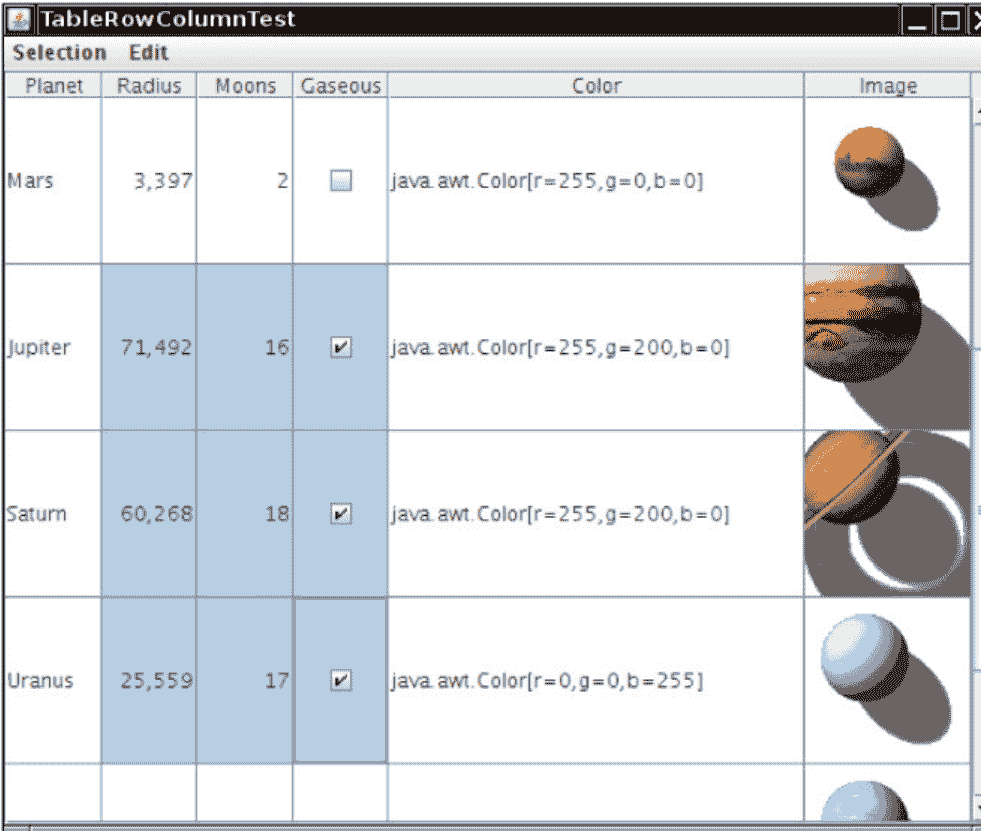 TableRowColumnTest
Selection Edit
Planet Radius Moons Gaseous Color Image
Mars 3,397 2 java.awt.Color[r=255,g=0,b=0]
Jupiter 71,492 16 java.awt.Color[r=255,g=200,b=0]
Saturn 60,268 18 java.awt.Color[r=255,g=200,b=0]
Uranus 25,559 17 java.awt.Color[r=0,g=0,b=255]